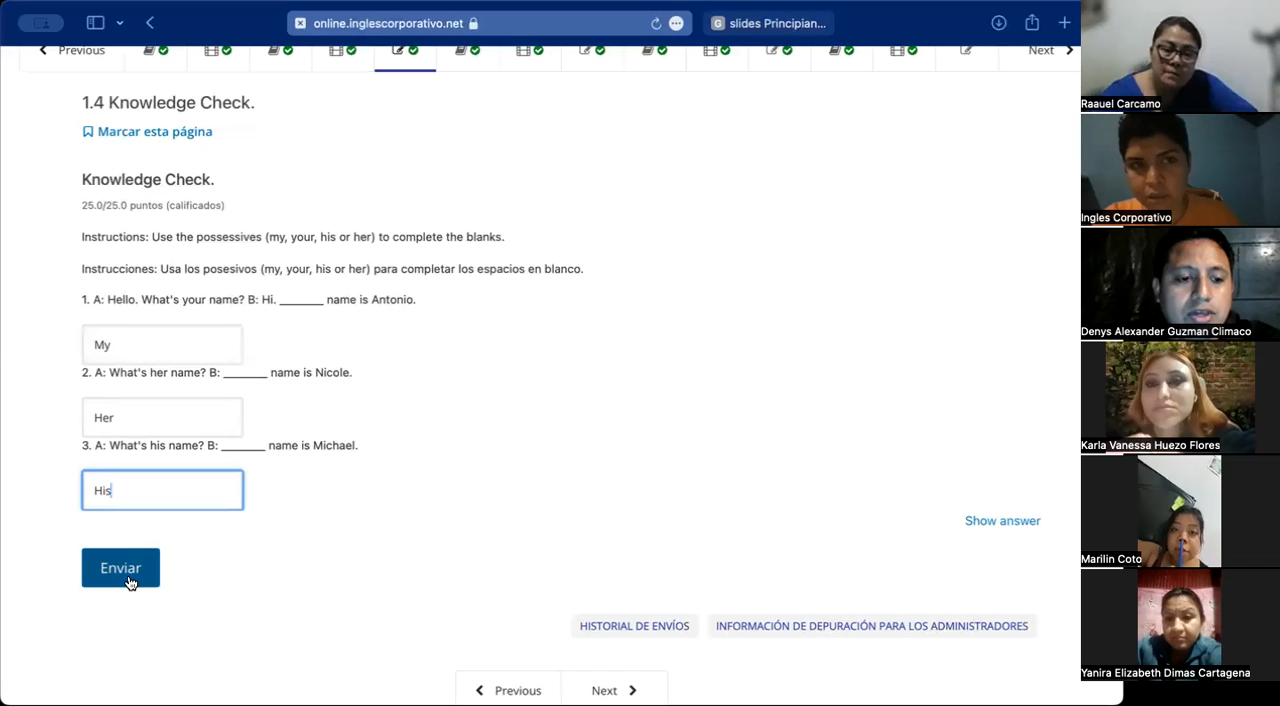 online.inglescorporativo.net
slides Principian...
Previous
Next
1.4 Knowledge Check.
Marcar esta página
Knowledge Check.
25.0/25.0 puntos (calificados)
Instructions: Use the possessives (my, your, his or her) to complete the blanks.
Instrucciones: Usa los posesivos (my, your, his or her) para completar los espacios en blanco.
1. A: Hello. What's your name? B: Hi. _______ name is Antonio.
My
2. A: What's her name? B: _______ name is Nicole.
Her
3. A: What's his name? B: _______ name is Michael.
His
Show answer
Enviar
HISTORIAL DE ENVÍOS
INFORMACIÓN DE DEPURACIÓN PARA LOS ADMINISTRADORES
Previous
Next
Raauel Carcamo
Ingles Corporativo
Denys Alexander Guzman Climaco
Karla Vanessa Huezo Flores
Marilin Coto
Yanira Elizabeth Dimas Cartagena